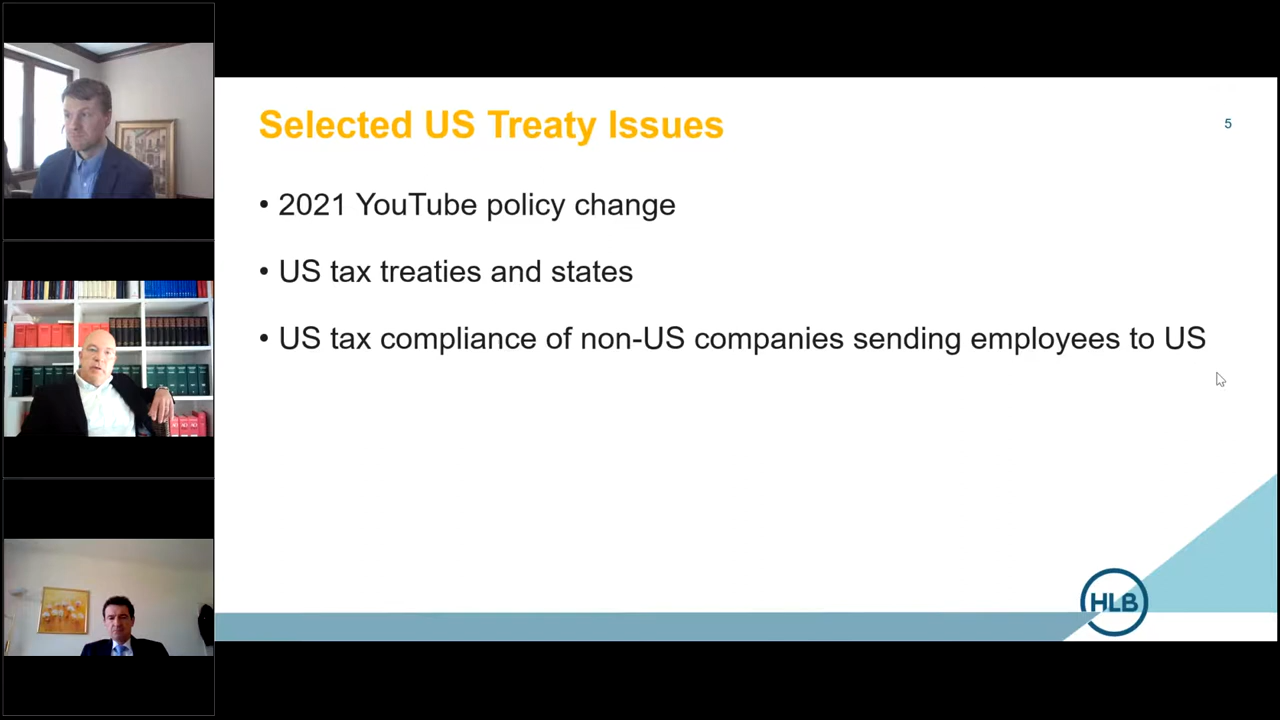 Selected US Treaty Issues
5
• 2021 YouTube policy change
• US tax treaties and states
• US tax compliance of non-US companies sending employees to US
HLB